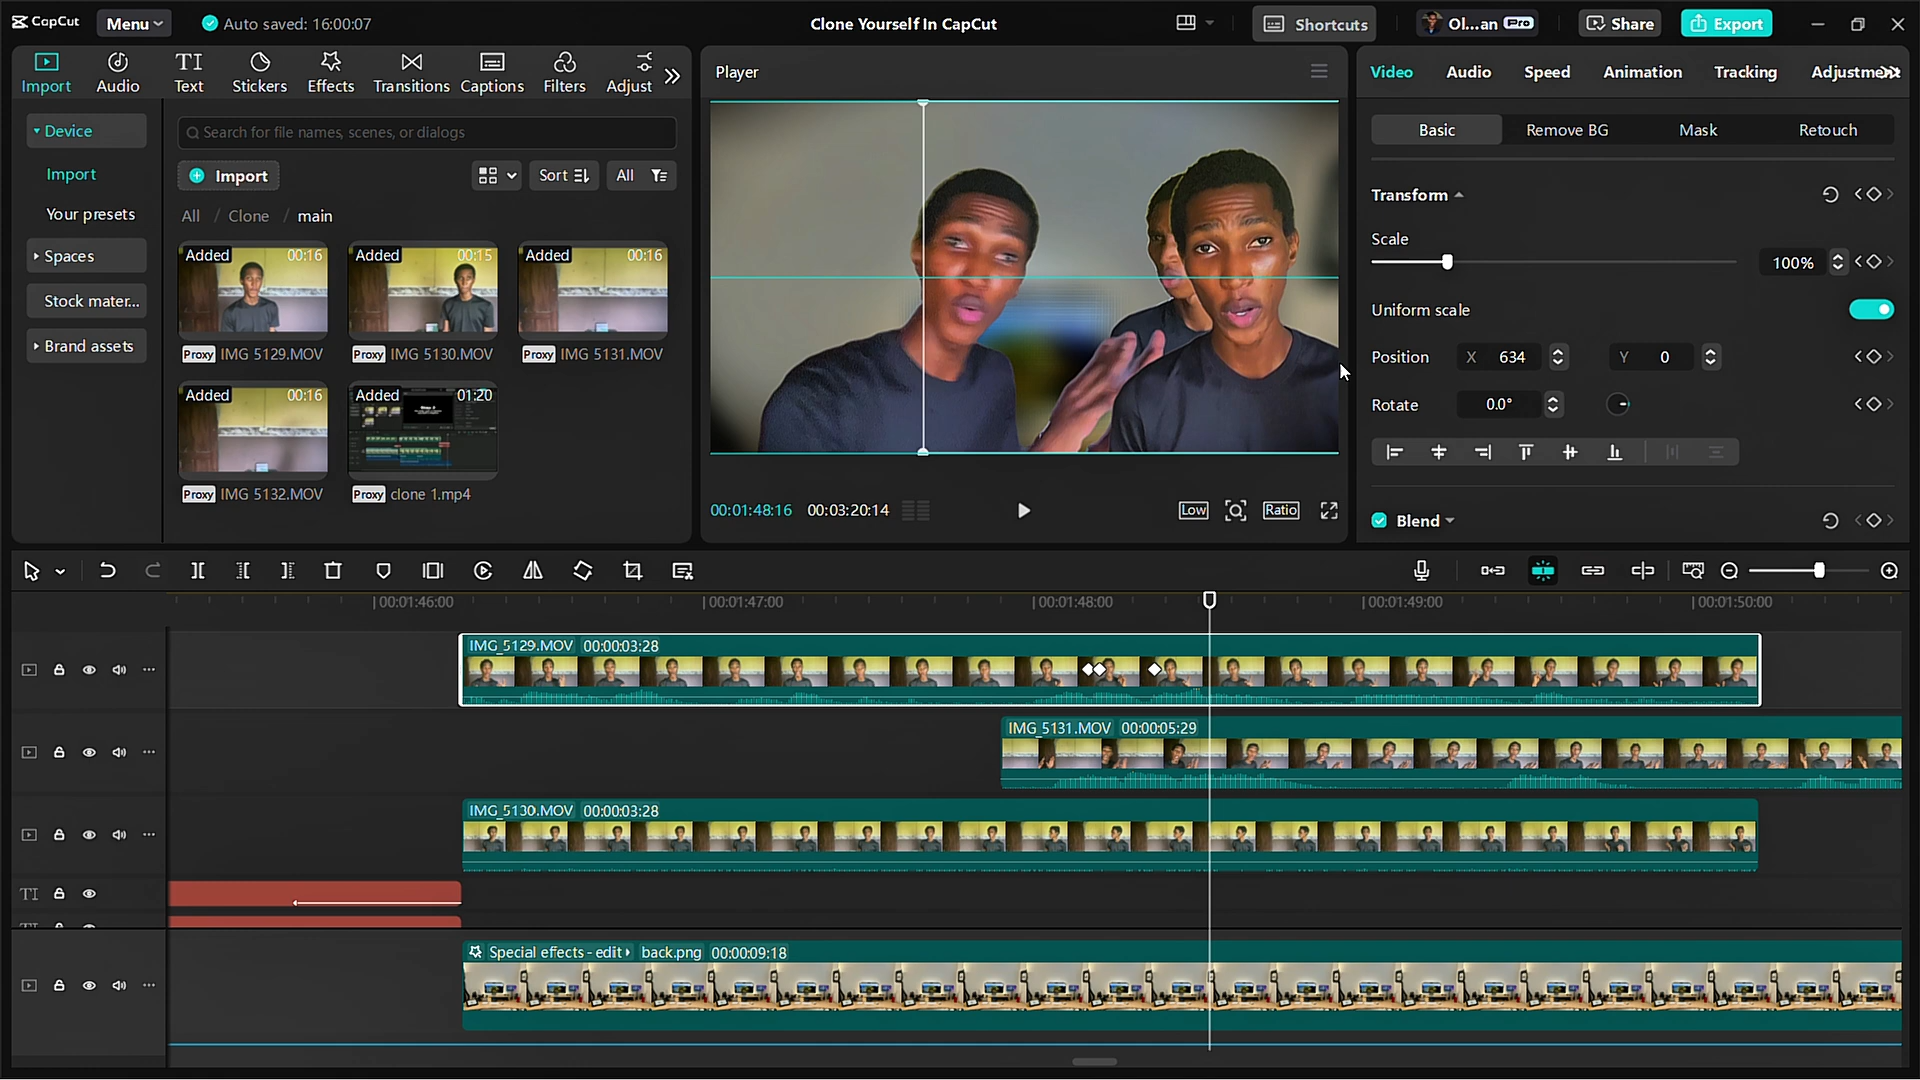 CapCut
Menu
Auto saved: 16:00:07
Clone Yourself In CapCut
Shortcuts
Ol...an
Pro
Share
Export
Import
Audio
TI
Text
Stickers
Effects
Transitions
Captions
Filters
Adjust
Device
Import
Your presets
Spaces
Stock mater...
Brand assets
Search for file names, scenes, or dialogs
Import
Sort
All
All / Clone / main
Added 00:16
Added 00:15
Added 00:16
Proxy IMG 5129.MOV
Proxy IMG 5130.MOV
Proxy IMG 5131.MOV
Added 00:16
Added 01:20
Proxy IMG 5132.MOV
Proxy clone 1.mp4
Player
00:01:48:16 00:03:20:14
Low
Ratio
Video
Audio
Speed
Animation
Tracking
Adjustment
Basic
Remove BG
Mask
Retouch
Transform
Scale
100%
Uniform scale
Position X 634 Y 0
Rotate 0.0°
Blend
00:01:46:00
00:01:47:00
00:01:48:00
00:01:49:00
00:01:50:00
IMG_5129.MOV 00:00:03:28
IMG_5131.MOV 00:00:05:29
IMG_5130.MOV 00:00:03:28
TI
Special effects - edit back.png 00:00:09:18